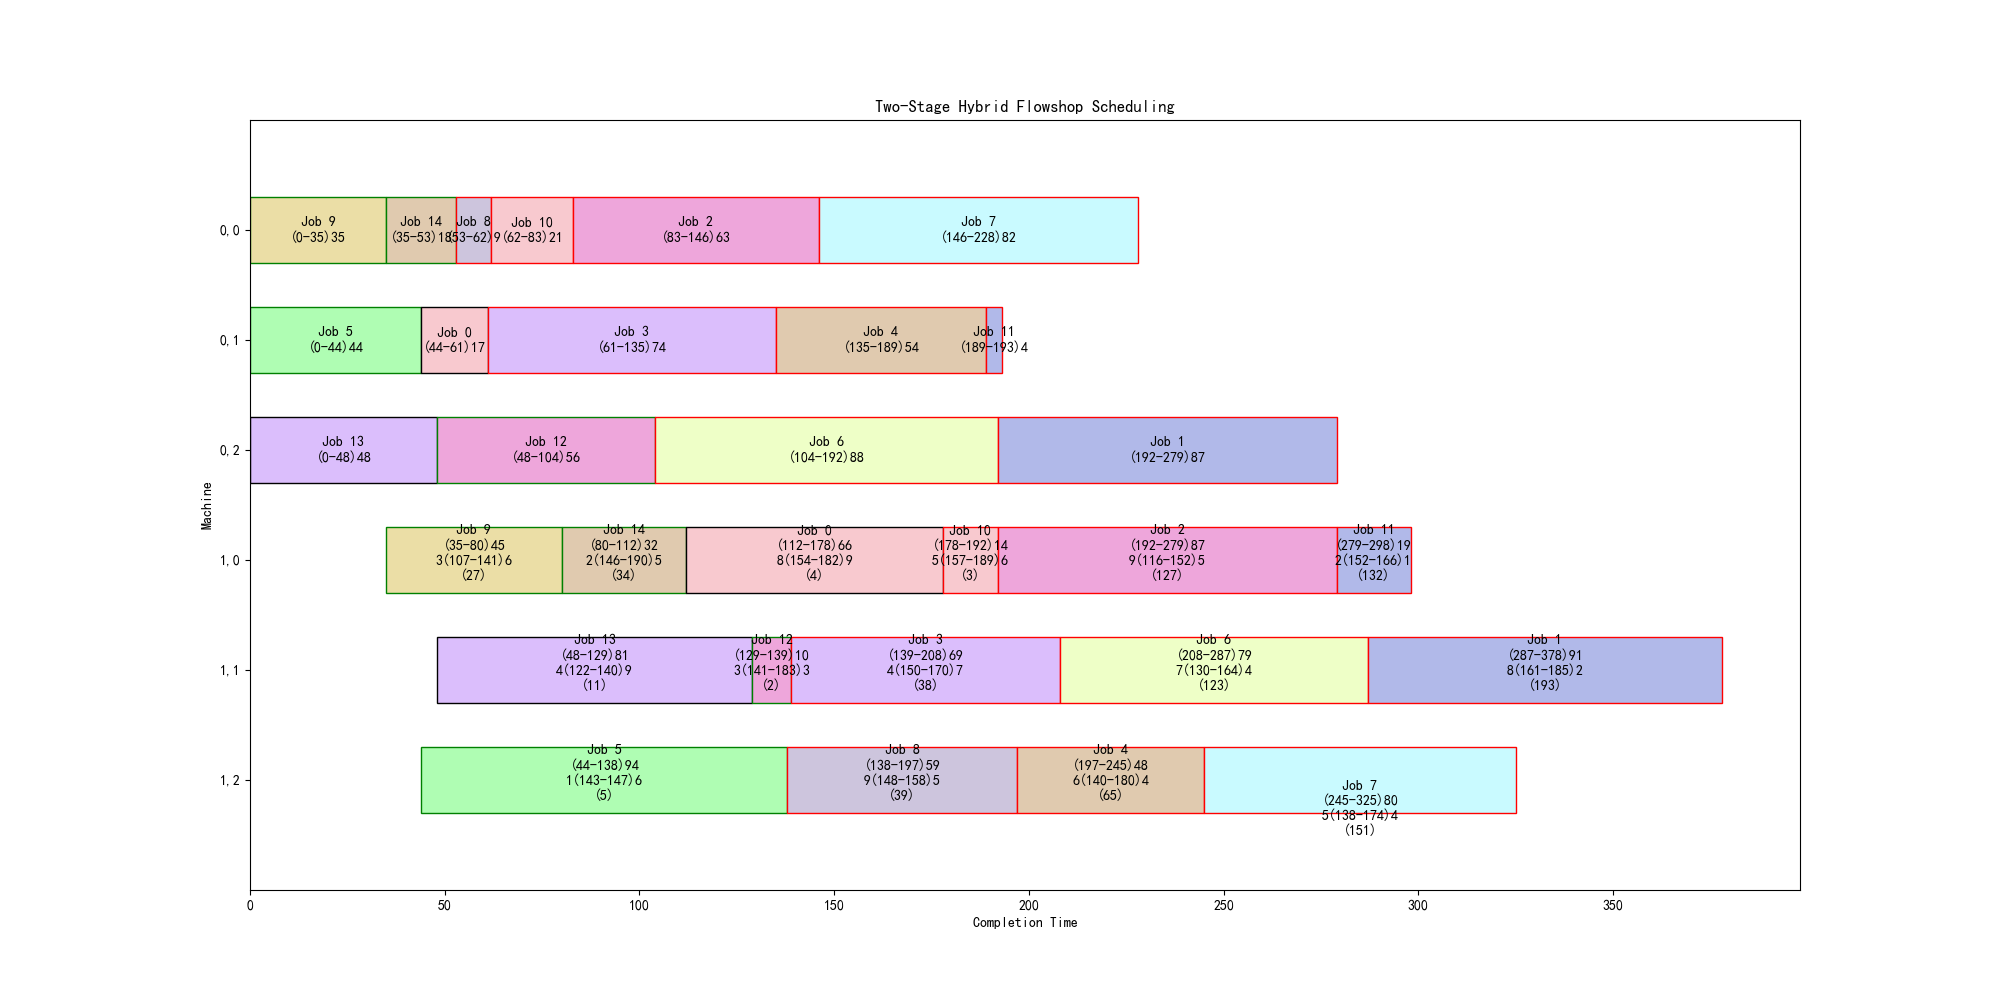 Two-Stage Hybrid Flowshop Scheduling
Machine
0,0
Job 9
(0-35)35
Job 14
(35-53)18
Job 8
(53-62)9
Job 10
(62-83)21
Job 2
(83-146)63
Job 7
(146-228)82
0,1
Job 5
(0-44)44
Job 0
(44-61)17
Job 3
(61-135)74
Job 4
(135-189)54
Job 11
(189-193)4
0,2
Job 13
(0-48)48
Job 12
(48-104)56
Job 6
(104-192)88
Job 1
(192-279)87
1,0
Job 9
(35-80)45
3(107-141)6
(27)
Job 14
(80-112)32
2(146-190)5
(34)
Job 0
(112-178)66
8(154-182)9
(4)
Job 10
(178-192)14
5(157-189)6
(3)
Job 2
(192-279)87
9(116-152)5
(127)
Job 11
(279-298)19
2(152-166)1
(132)
1,1
Job 13
(48-129)81
4(122-140)9
(11)
Job 12
(129-139)10
3(141-183)3
(2)
Job 3
(139-208)69
4(150-170)7
(38)
Job 6
(208-287)79
7(130-164)4
(123)
Job 1
(287-378)91
8(161-185)2
(193)
1,2
Job 5
(44-138)94
1(143-147)6
(5)
Job 8
(138-197)59
9(148-158)5
(39)
Job 4
(197-245)48
6(140-180)4
(65)
Job 7
(245-325)80
5(138-174)4
(151)
0 50 100 150 200 250 300 350
Completion Time